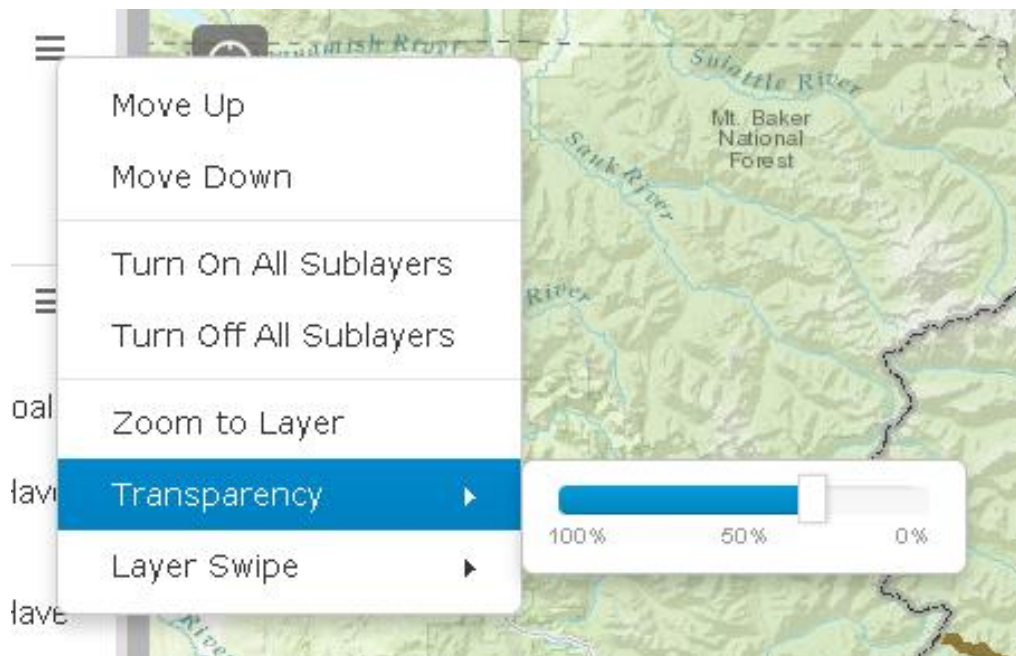 Suiattle River
Mt. Baker
National
Forest
Sauk River
River
River
Move Up
Move Down
Turn On All Sublayers
Turn Off All Sublayers
Zoom to Layer
Transparency
100% 50% 0%
Layer Swipe